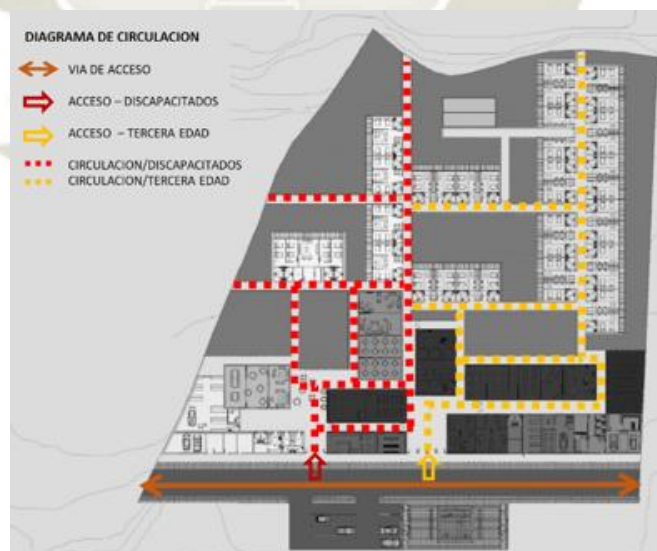 DIAGRAMA DE CIRCULACION
VIA DE ACCESO
ACCESO – DISCAPACITADOS
ACCESO – TERCERA EDAD
CIRCULACION/DISCAPACITADOS
CIRCULACION/TERCERA EDAD